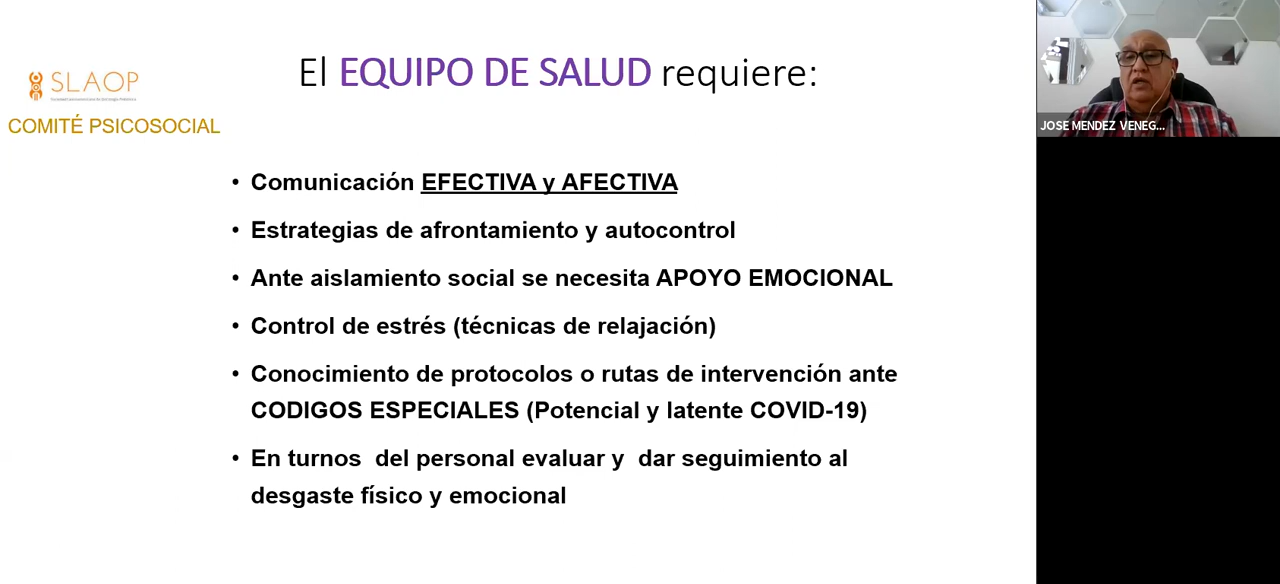 El EQUIPO DE SALUD requiere:
SLAOP
COMITÉ PSICOSOCIAL
• Comunicación EFECTIVA y AFECTIVA
• Estrategias de afrontamiento y autocontrol
• Ante aislamiento social se necesita APOYO EMOCIONAL
• Control de estrés (técnicas de relajación)
• Conocimiento de protocolos o rutas de intervención ante
CODIGOS ESPECIALES (Potencial y latente COVID-19)
• En turnos del personal evaluar y dar seguimiento al
desgaste físico y emocional
JOSE MENDEZ VENEG...